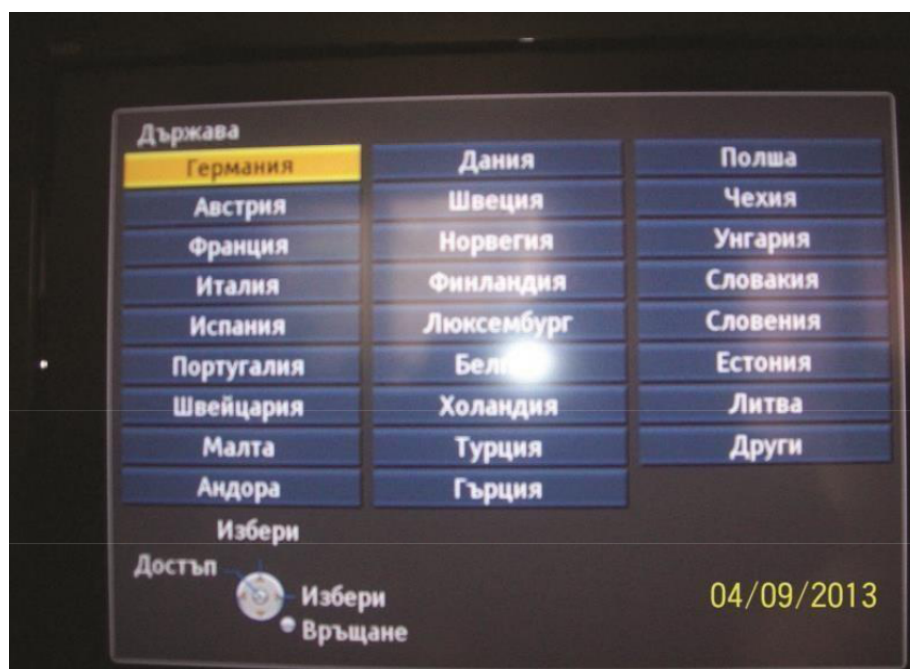 Държава
Германия Дания Полша
Австрия Швеция Чехия
Франция Норвегия Унгария
Италия Финландия Словакия
Испания Люксембург Словения
Португалия Естония
Швейцария Холандия Литва
Малта Турция Други
Андора Гърция
Избери
Достъп
Избери
Връщане
04/09/2013